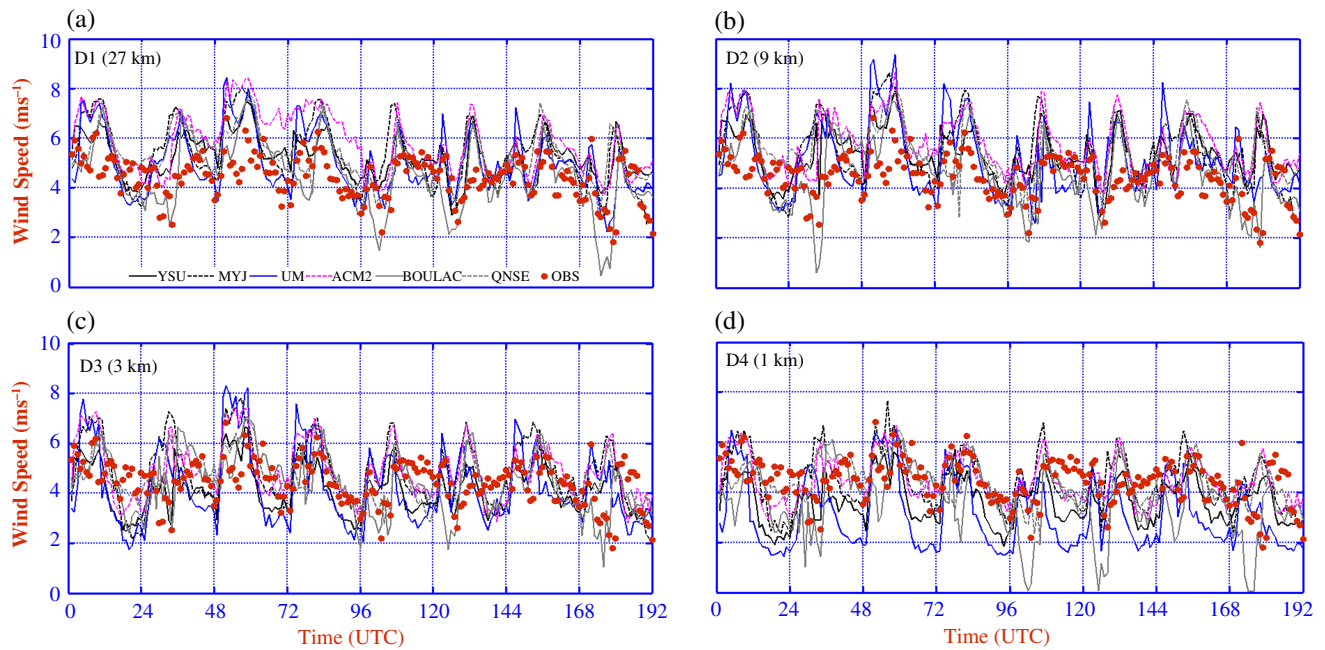 (a)
D1 (27 km)
10
8
6
4
2
0
Wind Speed (ms⁻¹)
YSU MYJ UM ACM2 BOULAC QNSE OBS
(b)
D2 (9 km)
(c)
D3 (3 km)
10
8
6
4
2
0
Wind Speed (ms⁻¹)
0 24 48 72 96 120 144 168 192
Time (UTC)
(d)
D4 (1 km)
0 24 48 72 96 120 144 168 192
Time (UTC)